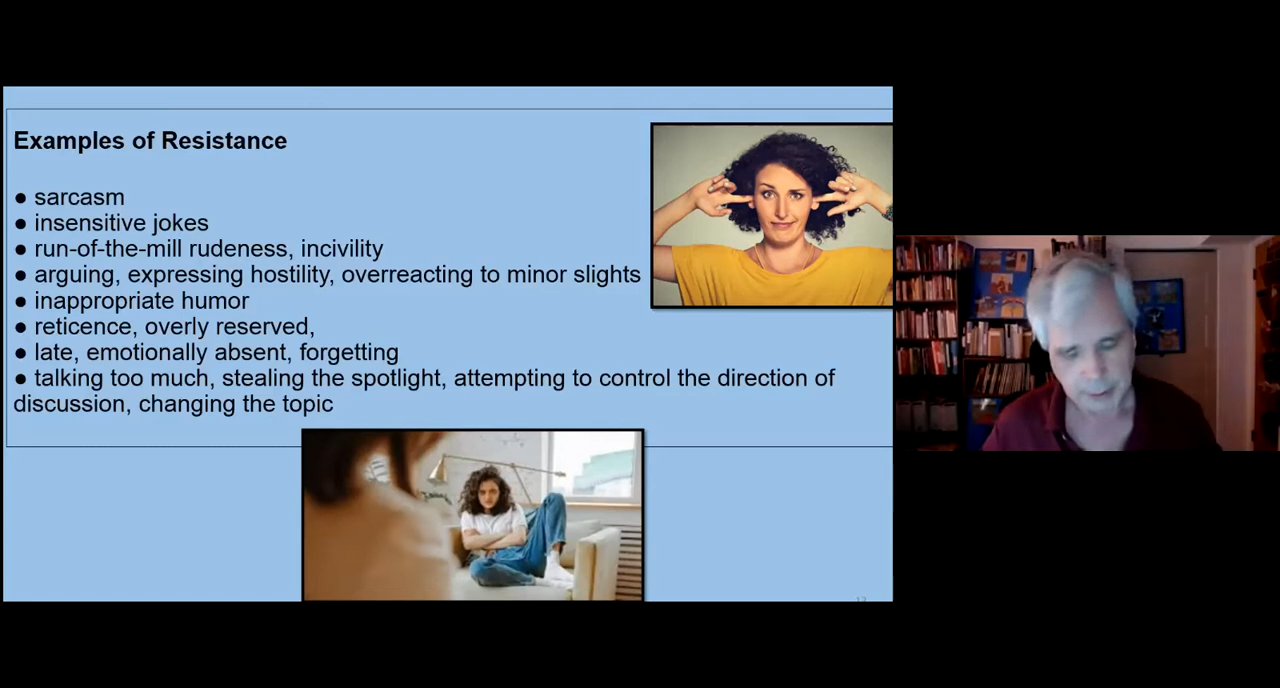 Examples of Resistance
● sarcasm
● insensitive jokes
● run-of-the-mill rudeness, incivility
● arguing, expressing hostility, overreacting to minor slights
● inappropriate humor
● reticence, overly reserved,
● late, emotionally absent, forgetting
● talking too much, stealing the spotlight, attempting to control the direction of
discussion, changing the topic